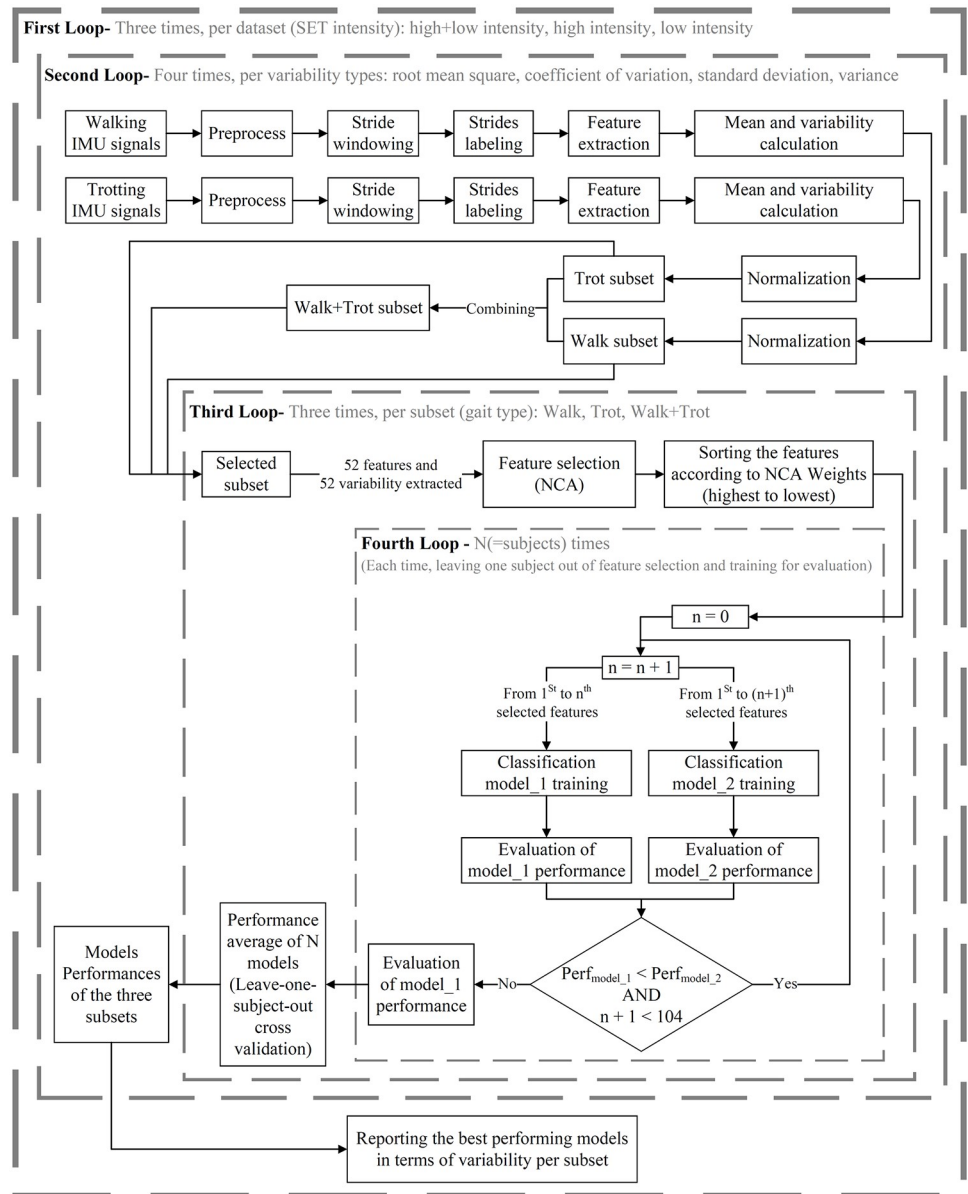 First Loop- Three times, per dataset (SET intensity): high+low intensity, high intensity, low intensity
Second Loop- Four times, per variability types: root mean square, coefficient of variation, standard deviation, variance
Walking
IMU signals
Preprocess
Stride
windowing
Strides
labeling
Feature
extraction
Mean and variability
calculation
Trotting
IMU signals
Preprocess
Stride
windowing
Strides
labeling
Feature
extraction
Mean and variability
calculation
Trot subset
Normalization
Walk+Trot subset
Combining
Walk subset
Normalization
Third Loop- Three times, per subset (gait type): Walk, Trot, Walk+Trot
Selected
subset
52 features and
52 variability extracted
Feature selection
(NCA)
Sorting the features
according to NCA Weights
(highest to lowest)
Fourth Loop - N(=subjects) times
(Each time, leaving one subject out of feature selection and training for evaluation)
n = 0
n = n + 1
From 1St to nth
selected features
From 1St to (n+1)th
selected features
Classification
model_1 training
Classification
model_2 training
Evaluation of
model_1 performance
Evaluation of
model_2 performance
Perfmodel_1 < Perfmodel_2
AND
n + 1 < 104
Yes
No
Evaluation
of model_1
performance
Performance
average of N
models
(Leave-one-
subject-out
cross
validation)
Models
Performances
of the three
subsets
Reporting the best performing models
in terms of variability per subset